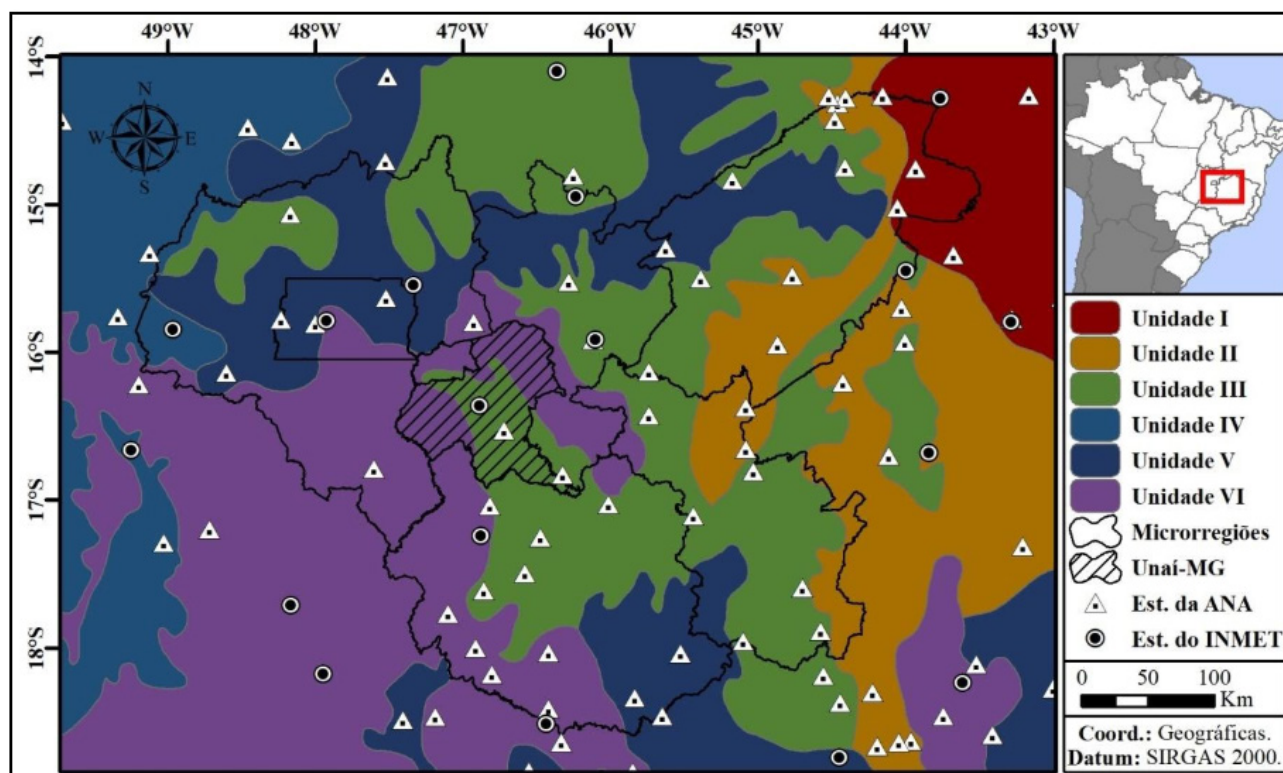 49°W 48°W 47°W 46°W 45°W 44°W 43°W
14°S
15°S
16°S
17°S
18°S
N
W E
S
Unidade I
Unidade II
Unidade III
Unidade IV
Unidade V
Unidade VI
Microrregiões
Unaí-MG
Est. da ANA
Est. do INMET
0 50 100
Km
Coord.: Geográficas.
Datum: SIRGAS 2000.